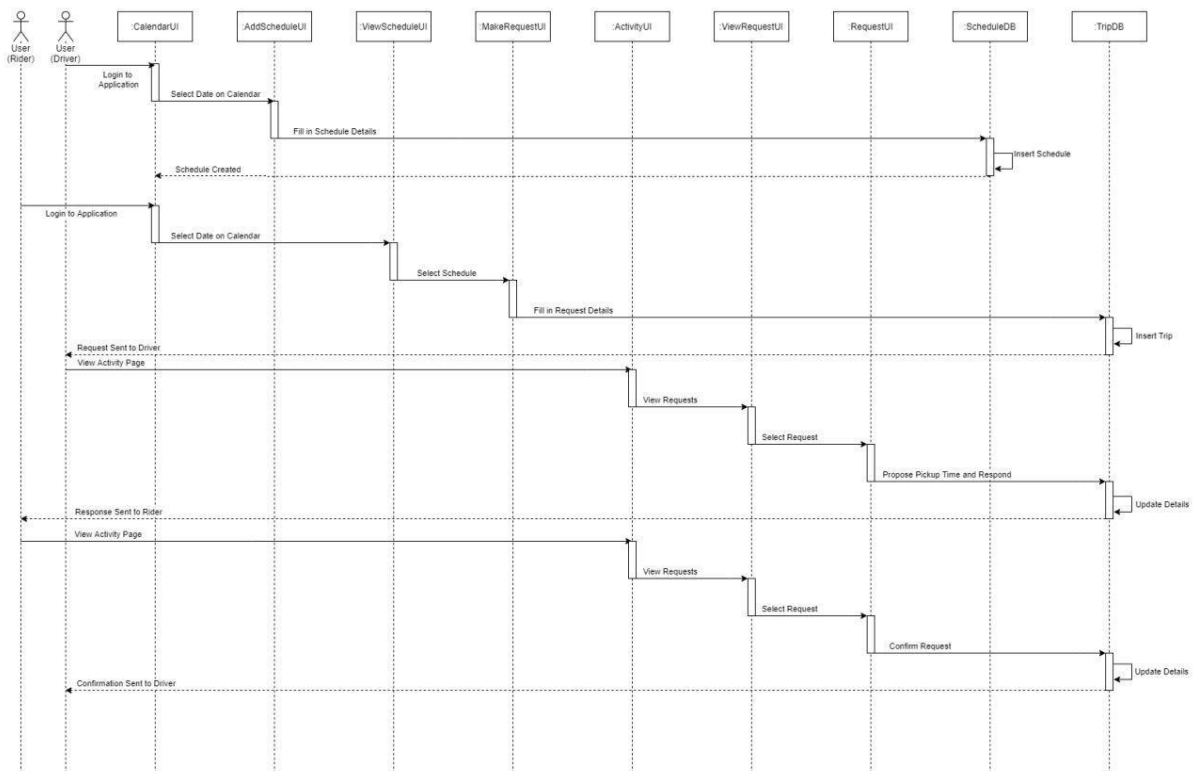 :CalendarUI
:AddScheduleUI
:ViewScheduleUI
:MakeRequestUI
:ActivityUI
:ViewRequestUI
:RequestUI
:ScheduleDB
:TripDB
User
(Rider)
User
(Driver)
Login to
Application
Select Date on Calendar
Fill in Schedule Details
Insert Schedule
Schedule Created
Login to Application
Select Date on Calendar
Select Schedule
Fill in Request Details
Insert Trip
Request Sent to Driver
View Activity Page
View Requests
Select Request
Propose Pickup Time and Respond
Update Details
Response Sent to Rider
View Activity Page
View Requests
Select Request
Confirm Request
Update Details
Confirmation Sent to Driver